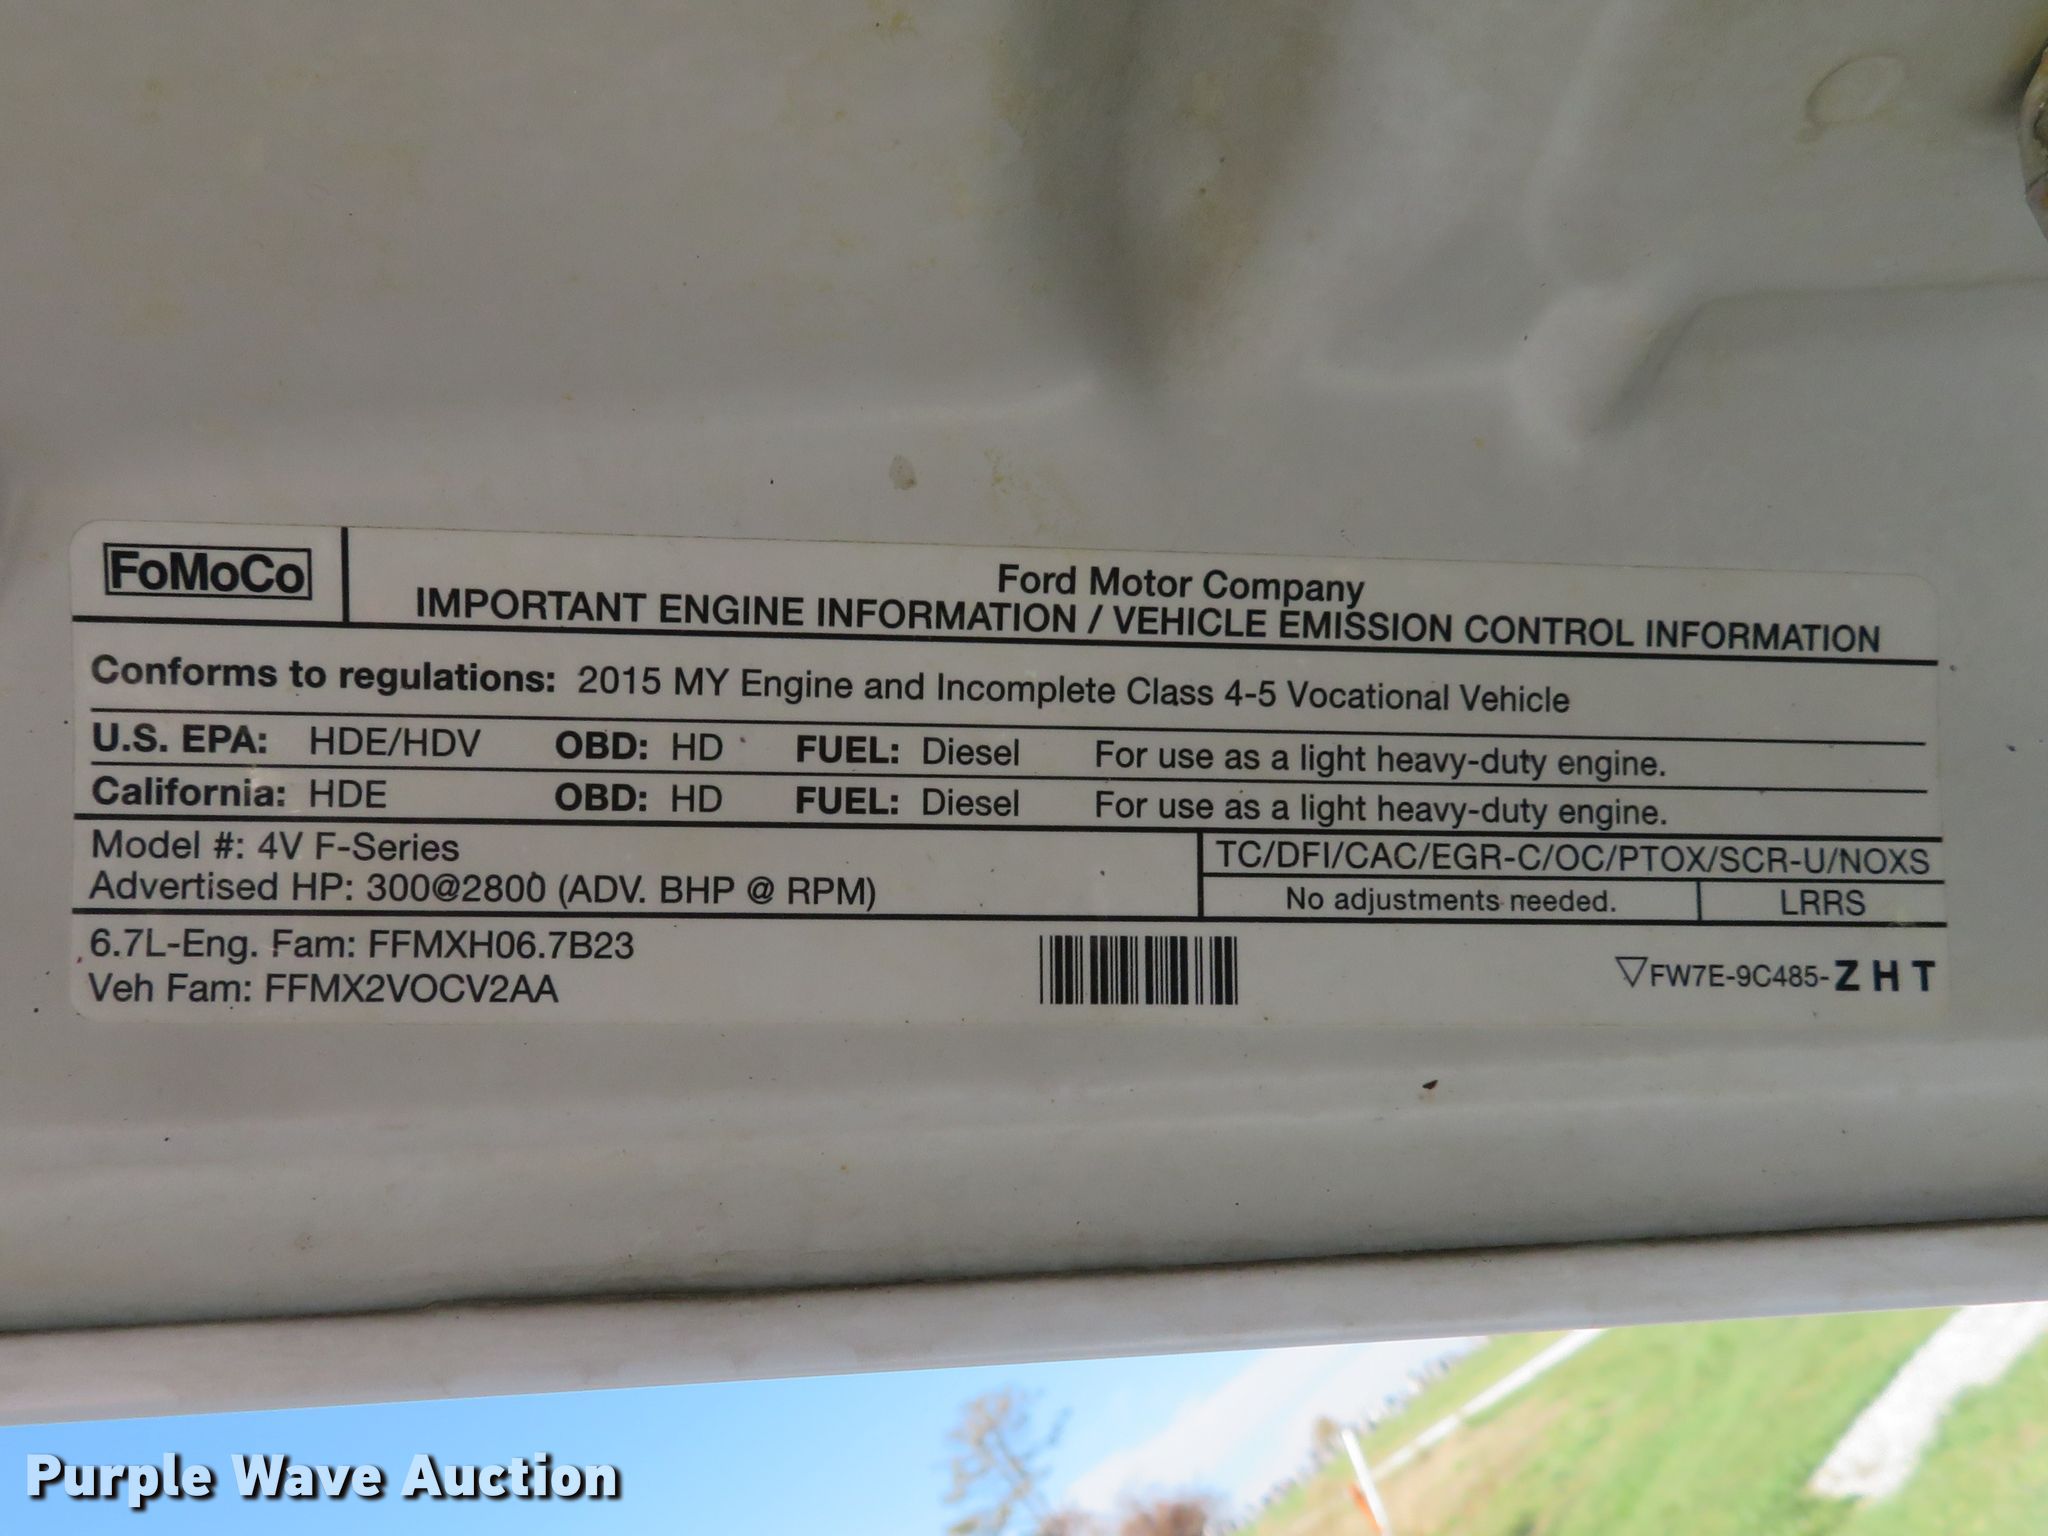 FoMoCo
Ford Motor Company
IMPORTANT ENGINE INFORMATION / VEHICLE EMISSION CONTROL INFORMATION
Conforms to regulations: 2015 MY Engine and Incomplete Class 4-5 Vocational Vehicle
U.S. EPA: HDE/HDV OBD: HD FUEL: Diesel For use as a light heavy-duty engine.
California: HDE OBD: HD FUEL: Diesel For use as a light heavy-duty engine.
Model #: 4V F-Series
Advertised HP: 300@2800 (ADV. BHP @ RPM)
TC/DFI/CAC/EGR-C/OC/PTOX/SCR-U/NOXS
No adjustments needed. LRRS
6.7L-Eng. Fam: FFMXH06.7B23
Veh Fam: FFMX2VOCV2AA
FW7E-9C485-ZHT
Purple Wave Auction